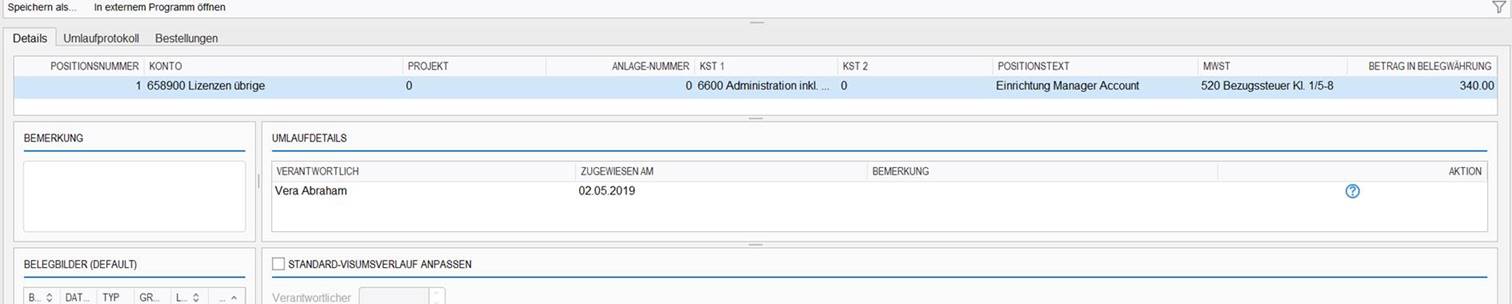 Speichern als... In externem Programm öffnen
Details Umlaufprotokoll Bestellungen
POSITIONSNUMMER KONTO PROJEKT ANLAGE-NUMMER KST 1 KST 2 POSITIONSTEXT MWST BETRAG IN BELEGWÄHRUNG
1 658900 Lizenzen übrige 0 0 6600 Administration inkl. ... 0 Einrichtung Manager Account 520 Bezugssteuer Kl. 1/5-8 340.00
BEMERKUNG
UMLAUFDETAILS
VERANTWORTLICH ZUGEWIESEN AM BEMERKUNG AKTION
Vera Abraham 02.05.2019 ?
BELEGBILDER (DEFAULT)
STANDARD-VISUMSVERLAUF ANPASSEN
B... DAT... TYP GR... L... ...
Verantwortlicher